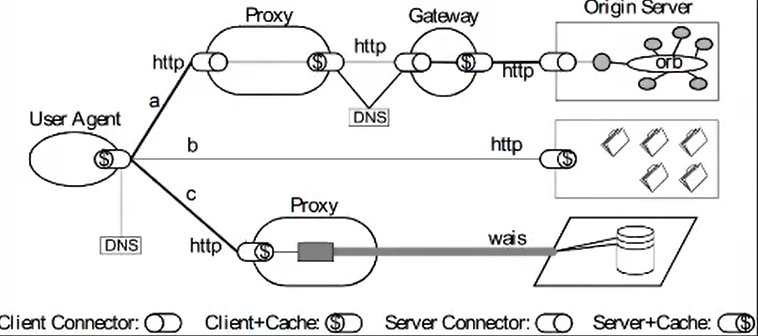 Origin Server
Proxy
Gateway
http
$
http
$
http
orb
a
DNS
User Agent
$
b
http
$
c
Proxy
DNS
http
$
wais
Client Connector:
Client+Cache: $
Server Connector:
Server+Cache: $